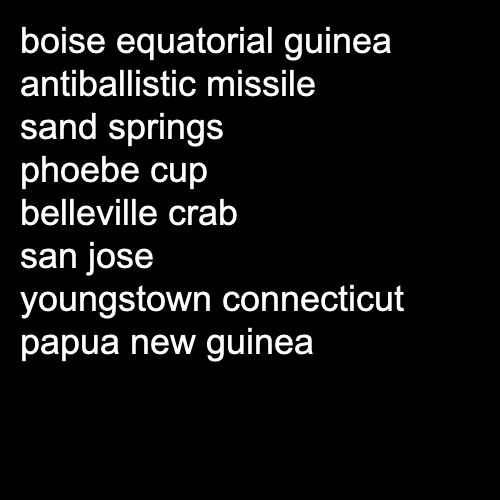 boise equatorial guinea
antiballistic missile
sand springs
phoebe cup
belleville crab
san jose
youngstown connecticut
papua new guinea